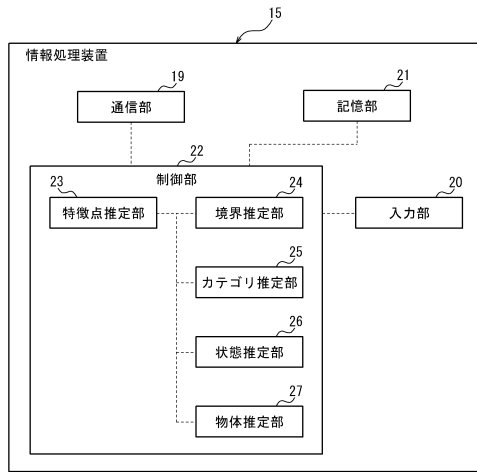 15
情報処理装置
19
通信部
21
記憶部
22
制御部
23
特徴点推定部
24
境界推定部
20
入力部
25
カテゴリ推定部
26
状態推定部
27
物体推定部